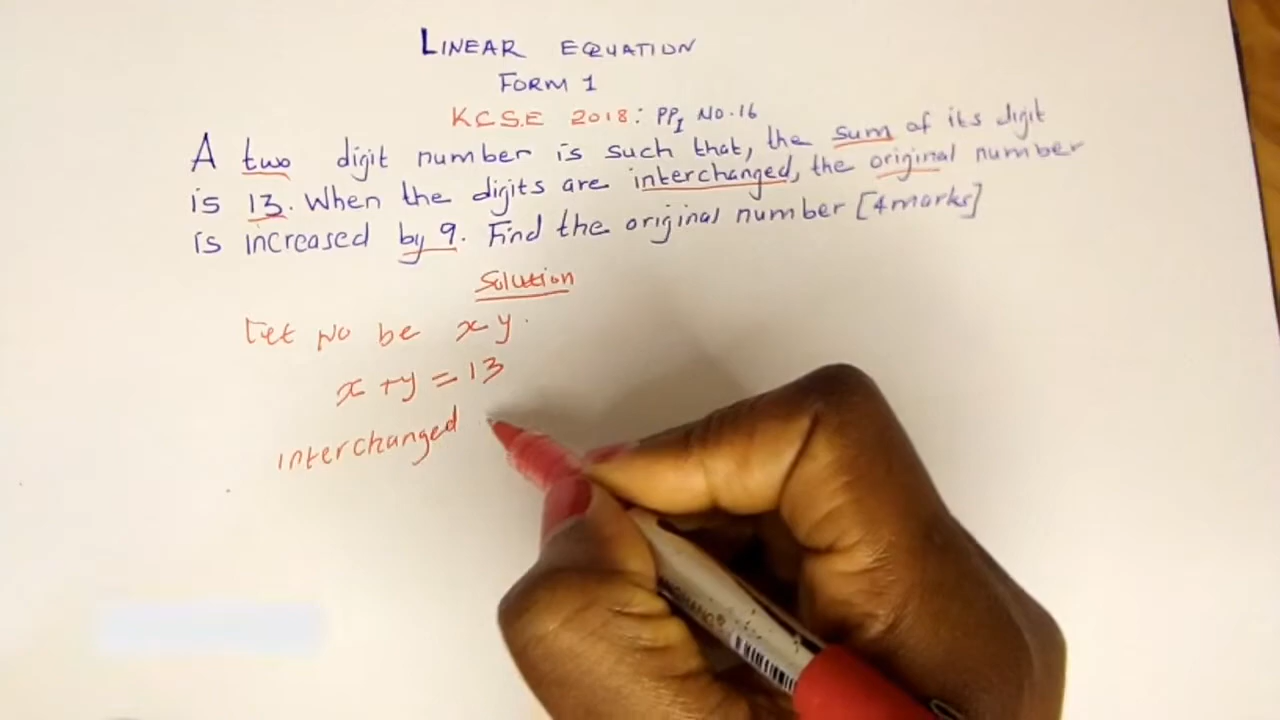 LINEAR EQUATION
FORM 1
KCSE 2018: PP1 NO.16
A two digit number is such that, the sum of its digit
is 13. When the digits are interchanged, the original number
is increased by 9. Find the original number [4marks]
Solution
Let No be xy.
x + y = 13
interchanged